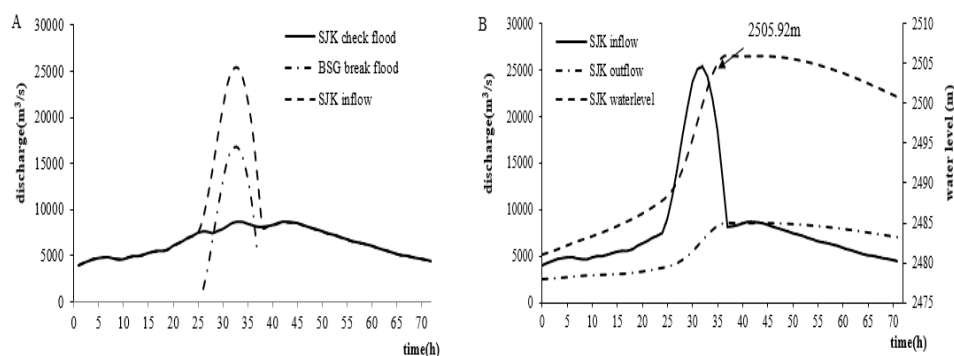 A
discharge(m³/s)
30000
25000
20000
15000
10000
5000
0
SJK check flood
BSG break flood
SJK inflow
0 5 10 15 20 25 30 35 40 45 50 55 60 65 70
time(h)
B
discharge(m³/s)
30000
25000
20000
15000
10000
5000
0
SJK inflow
SJK outflow
SJK waterlevel
2505.92m
2510
2505
2500
2495
2490
2485
2480
2475
water level (m)
0 5 10 15 20 25 30 35 40 45 50 55 60 65 70
time(h)